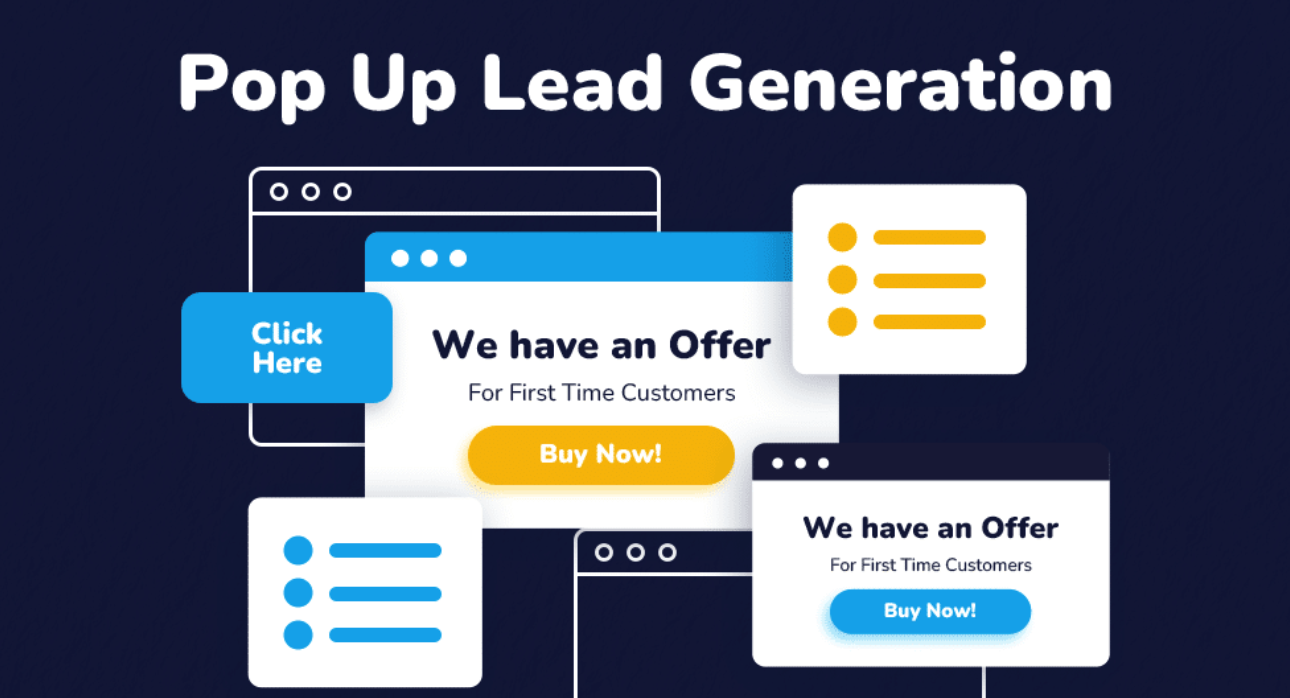 Pop Up Lead Generation
Click
Here
We have an Offer
For First Time Customers
Buy Now!
We have an Offer
For First Time Customers
Buy Now!